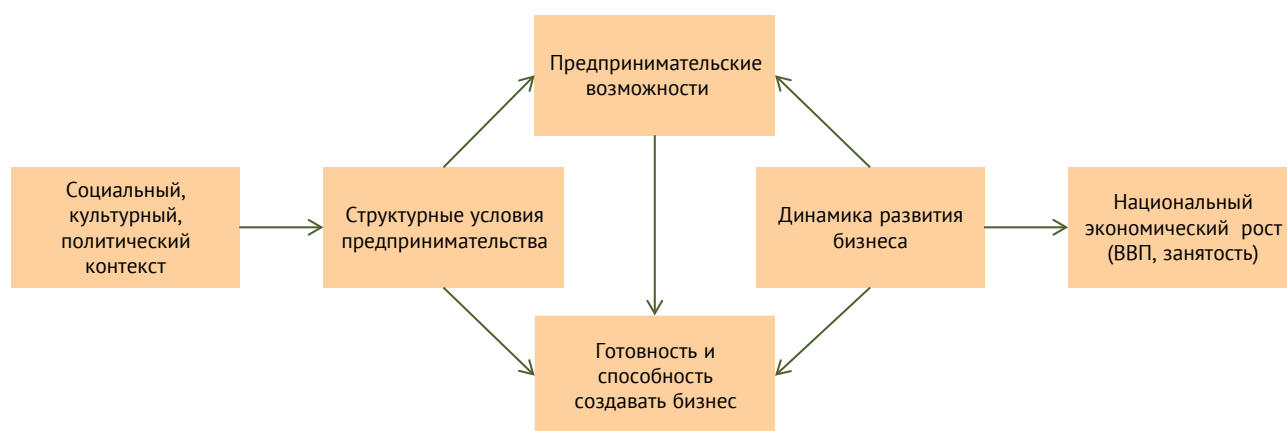 Предпринимательские
возможности
Социальный,
культурный,
политический
контекст
Структурные условия
предпринимательства
Динамика развития
бизнеса
Национальный
экономический рост
(ВВП, занятость)
Готовность и
способность
создавать бизнес